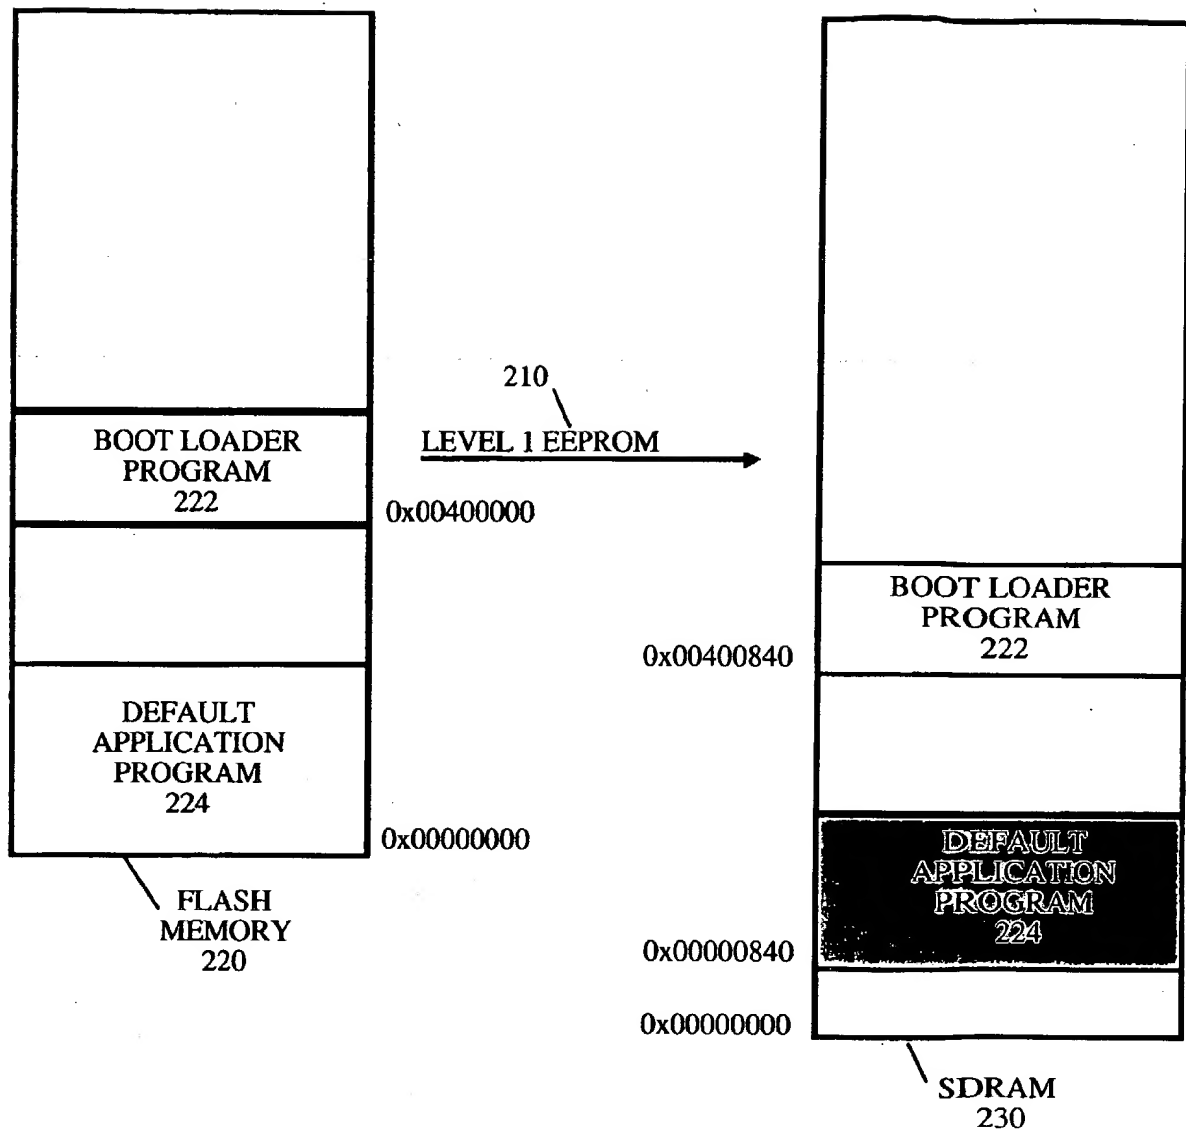 BOOT LOADER
PROGRAM
222
0x00400000
DEFAULT
APPLICATION
PROGRAM
224
0x00000000
FLASH
MEMORY
220
210
LEVEL 1 EEPROM
BOOT LOADER
PROGRAM
222
0x00400840
DEFAULT
APPLICATION
PROGRAM
224
0x00000840
0x00000000
SDRAM
230